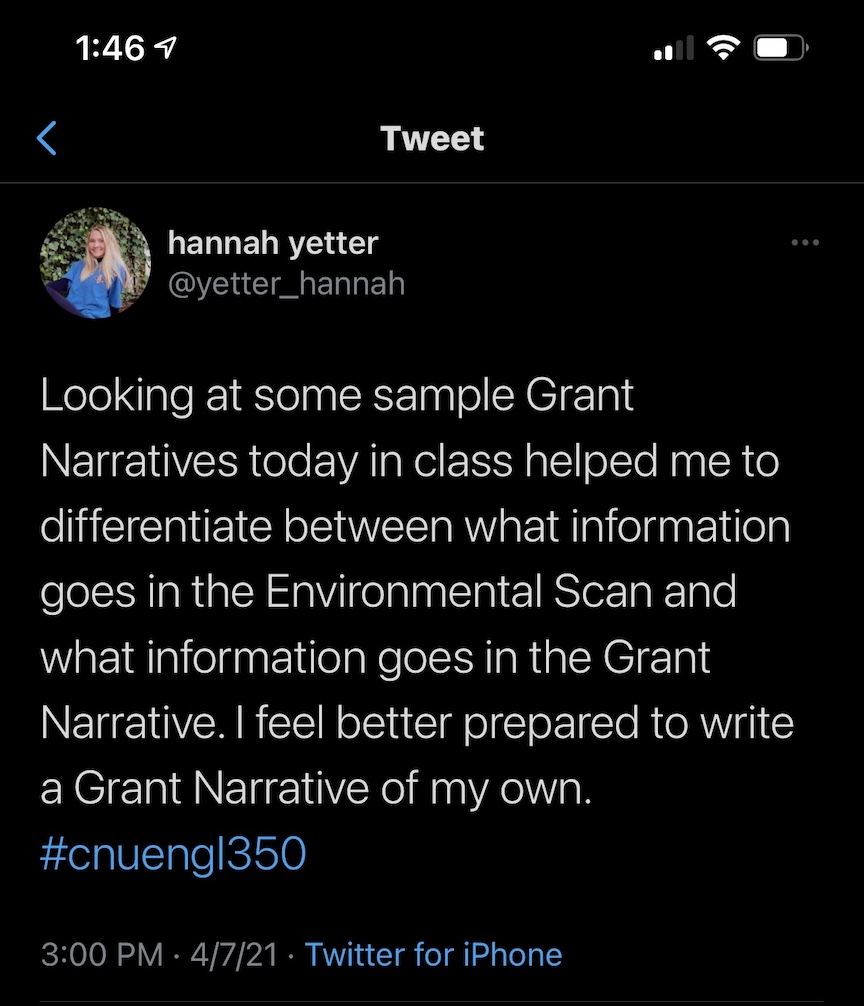 1:46
Tweet
hannah yetter
@yetter_hannah
Looking at some sample Grant
Narratives today in class helped me to
differentiate between what information
goes in the Environmental Scan and
what information goes in the Grant
Narrative. I feel better prepared to write
a Grant Narrative of my own.
#cnuengl350
3:00 PM · 4/7/21 · Twitter for iPhone